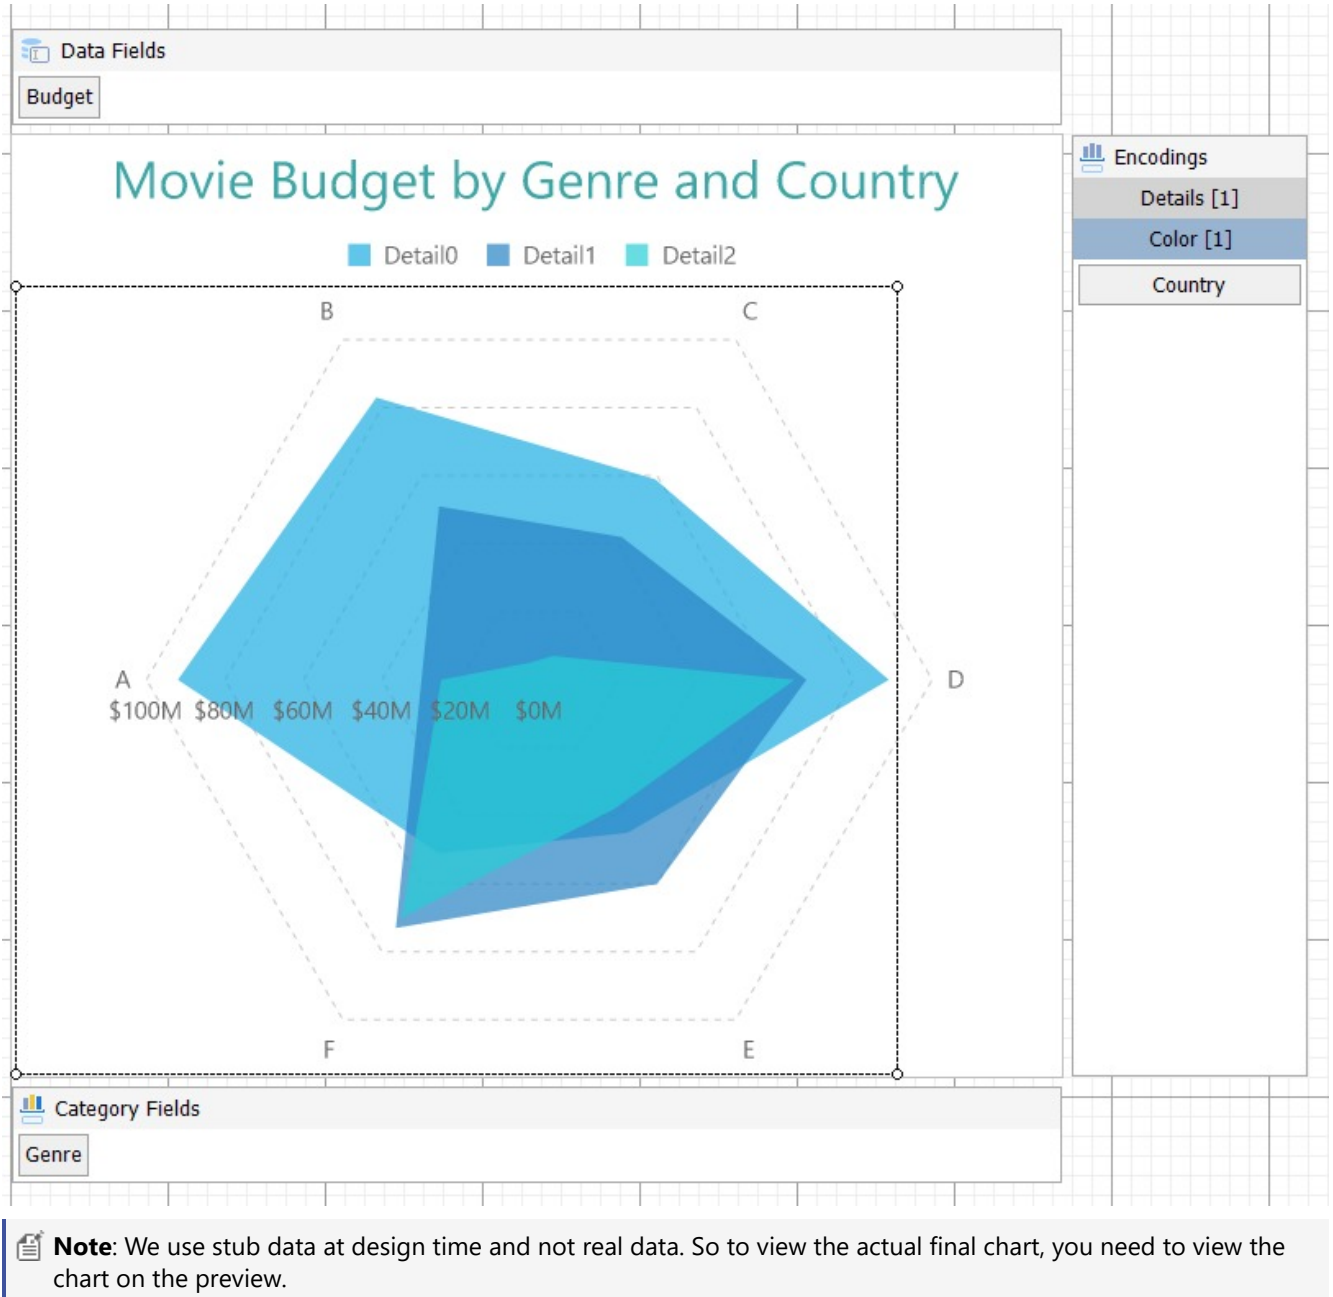 Data Fields
Budget
Movie Budget by Genre and Country
Encodings
Details [1]
Color [1]
Country
Detail0 Detail1 Detail2
B C
A D
$100M $80M $60M $40M $20M $0M
F E
Category Fields
Genre
Note: We use stub data at design time and not real data. So to view the actual final chart, you need to view the
chart on the preview.